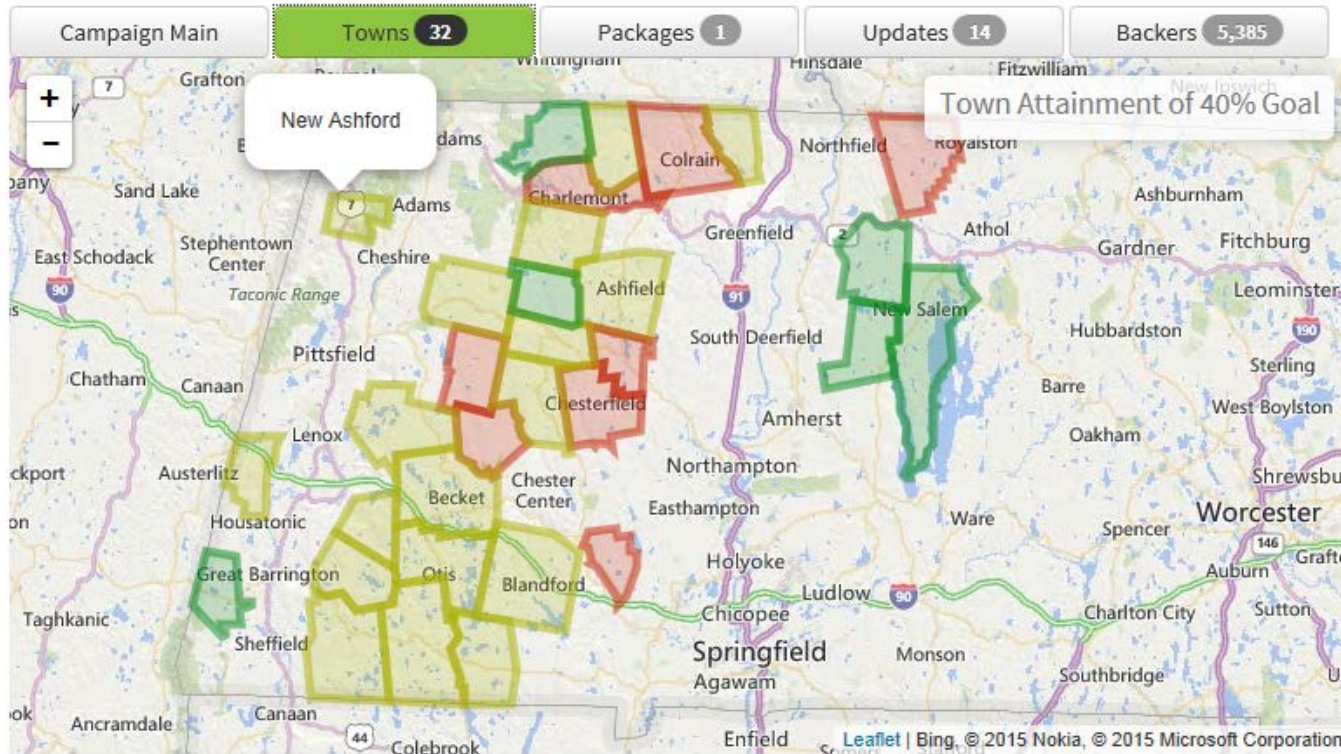 Campaign Main
Towns 32
Packages 1
Updates 14
Backers 5,385
+
−
7
Grafton
Whitingham
Hinsdale
Fitzwilliam
New Ipswich
Town Attainment of 40% Goal
New Ashford
Colrain
Northfield
Royalston
Sand Lake
7
Adams
Charlemont
Ashburnham
Greenfield
2
Athol
Gardner
Fitchburg
Stephentown
Center
East Schodack
Cheshire
90
Taconic Range
Ashfield
91
Leominster
New Salem
South Deerfield
Hubbardston
190
Pittsfield
Sterling
Chatham
Canaan
Barre
Chesterfield
West Boylston
Amherst
Lenox
Oakham
Austerlitz
Northampton
Becket
Chester
Center
Easthampton
Ware
Worcester
Housatonic
Spencer
146
Holyoke
Auburn
Great Barrington
Otis
Blandford
Ludlow
90
Chicopee
Charlton City
Sutton
Taghkanic
Sheffield
Springfield
Monson
Agawam
Southbridge
Ancramdale
Canaan
44
Colebrook
Enfield
Leaflet | Bing, © 2015 Nokia, © 2015 Microsoft Corporation